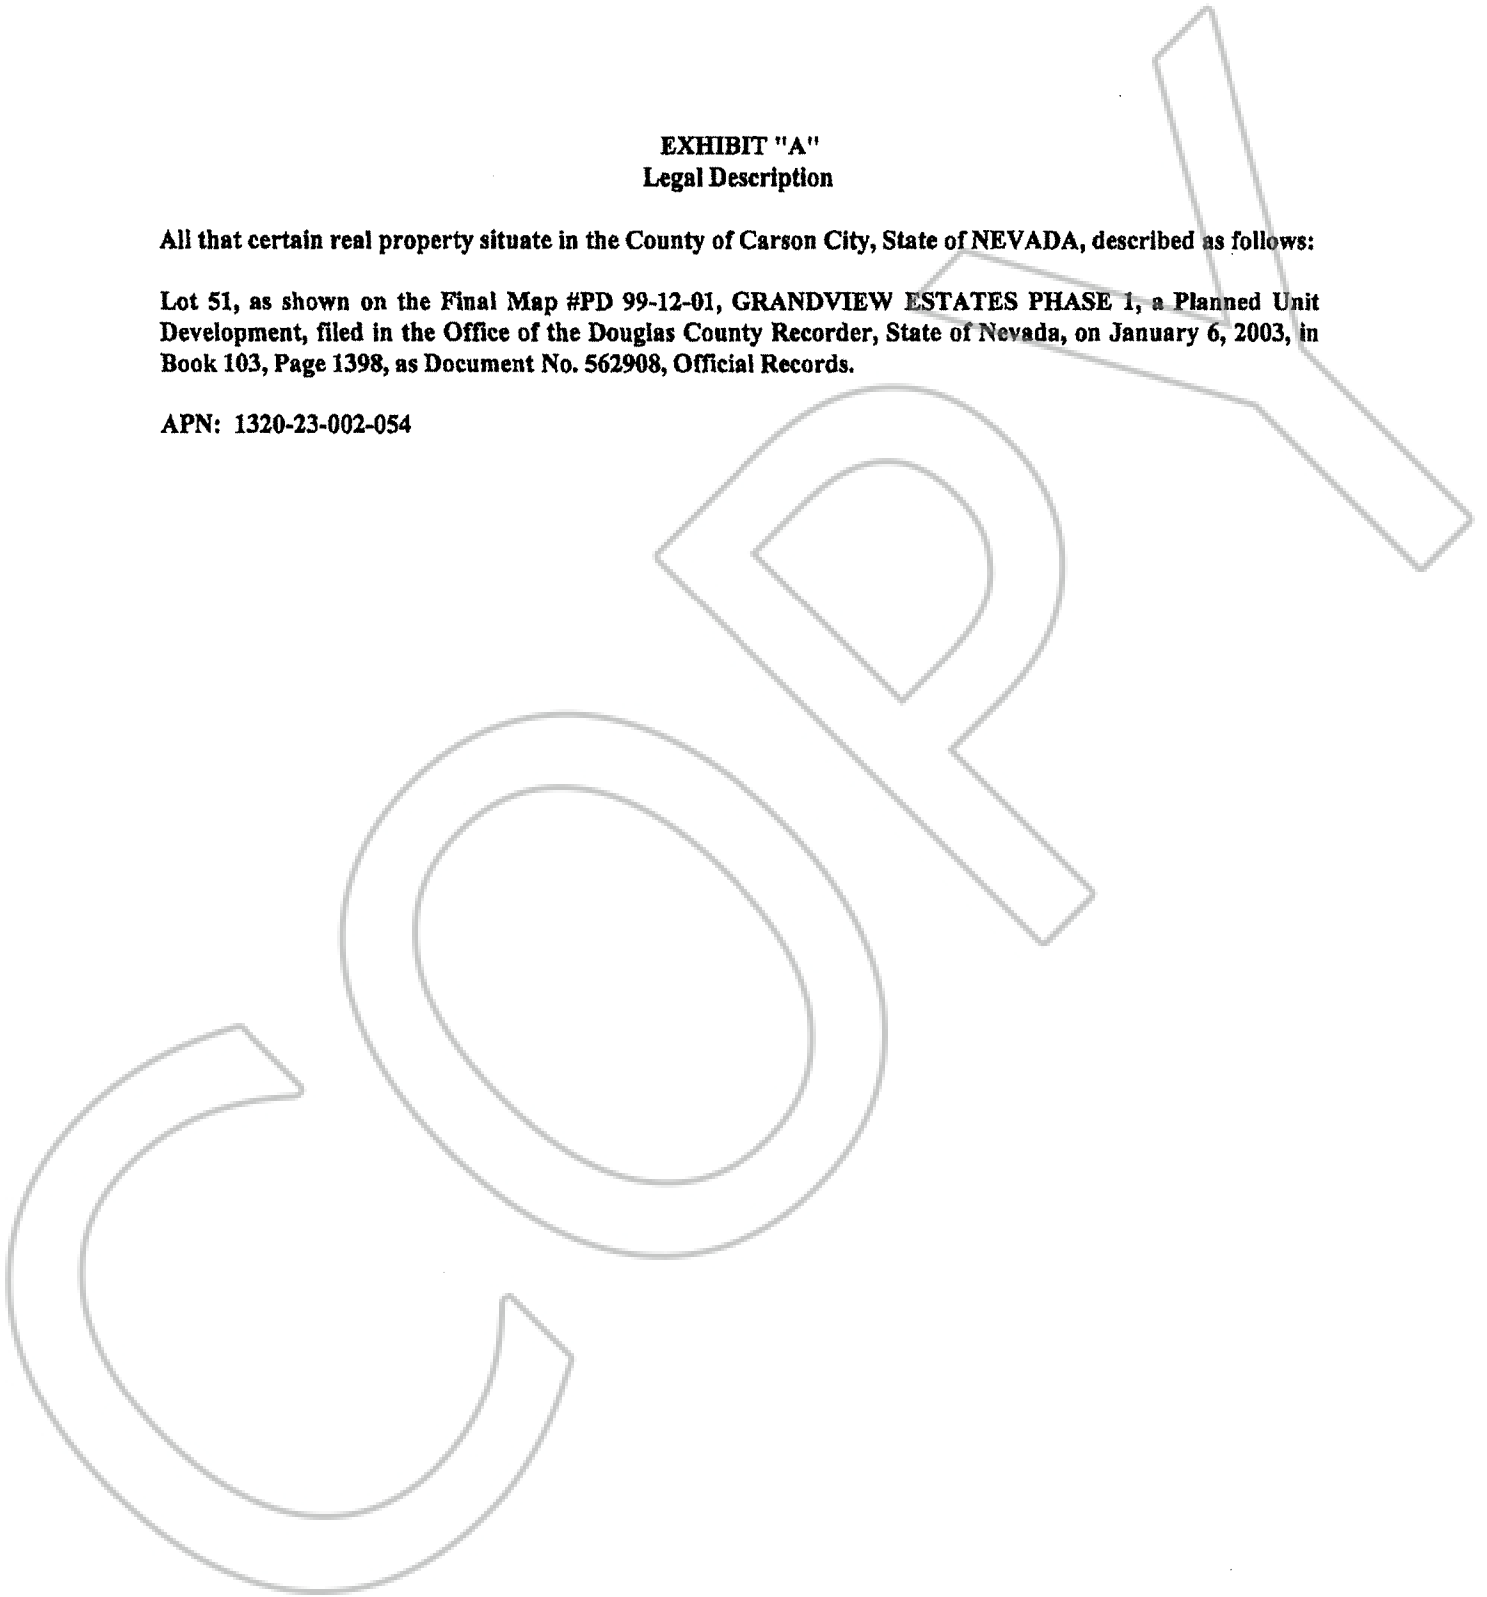 EXHIBIT "A"
Legal Description
All that certain real property situate in the County of Carson City, State of NEVADA, described as follows:
Lot 51, as shown on the Final Map #PD 99-12-01, GRANDVIEW ESTATES PHASE 1, a Planned Unit
Development, filed in the Office of the Douglas County Recorder, State of Nevada, on January 6, 2003, in
Book 103, Page 1398, as Document No. 562908, Official Records.
APN: 1320-23-002-054
COPY